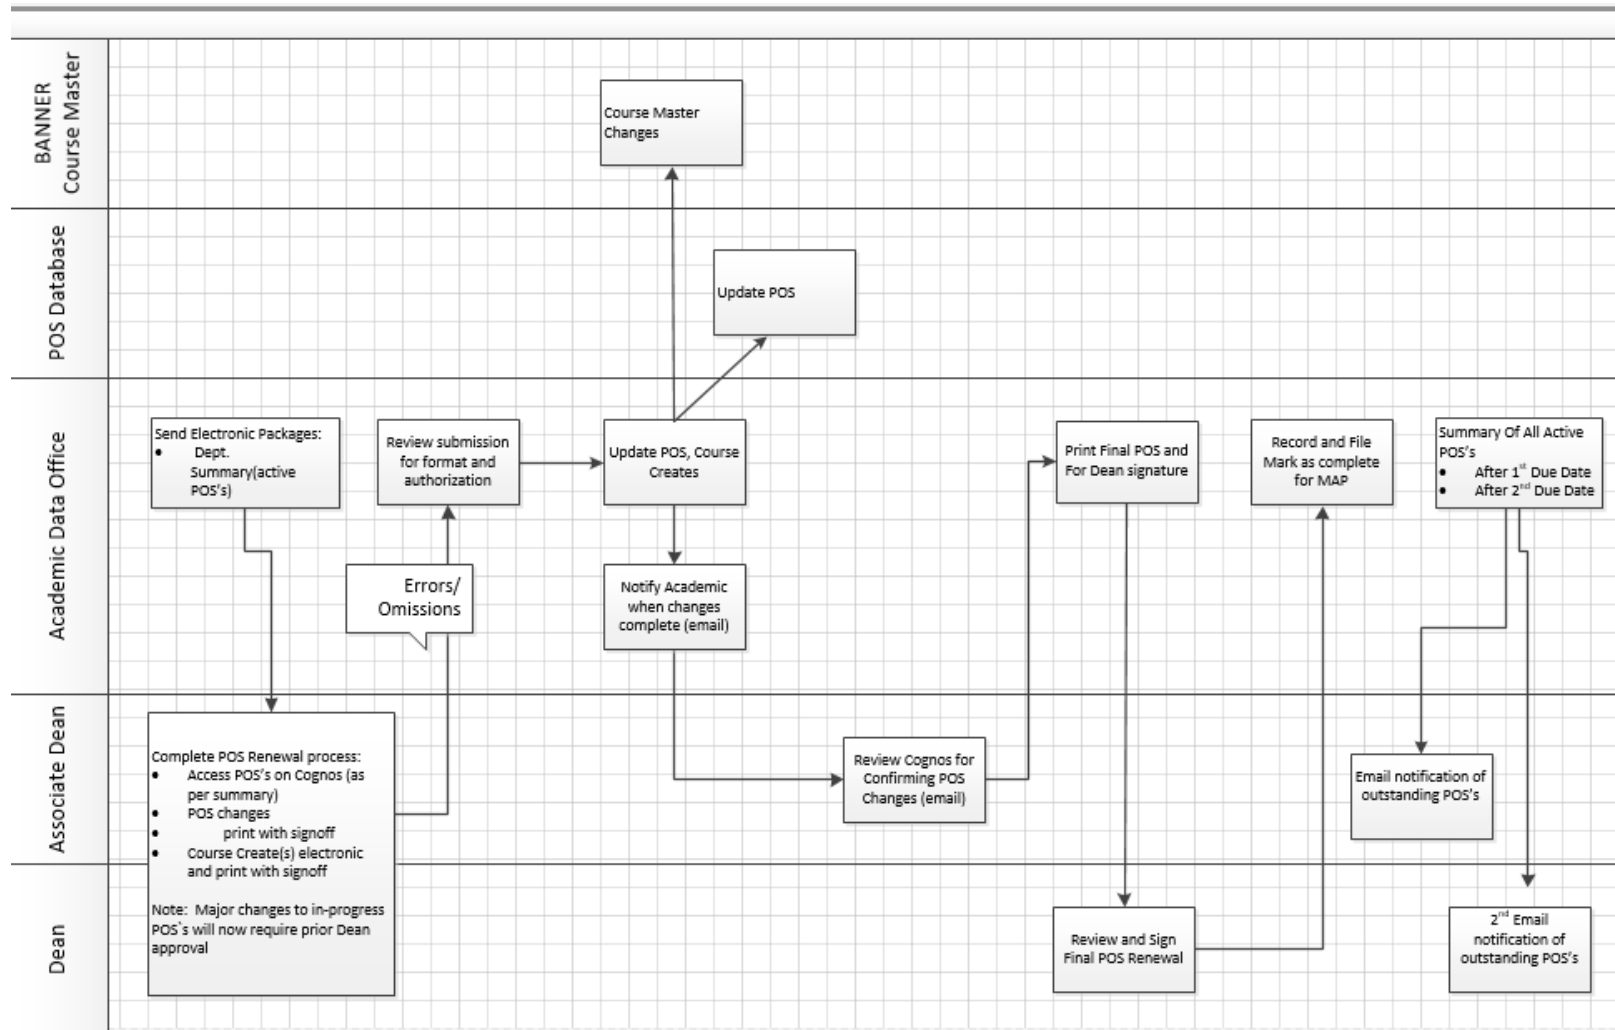 BANNER
Course Master
Course Master
Changes
POS Database
Update POS
Academic Data Office
Send Electronic Packages:
• Dept.
Summary(active
POS's)
Review submission
for format and
authorization
Update POS, Course
Creates
Print Final POS and
For Dean signature
Record and File
Mark as complete
for MAP
Summary Of All Active
POS's
• After 1st Due Date
• After 2nd Due Date
Errors/
Omissions
Notify Academic
when changes
complete (email)
Associate Dean
Complete POS Renewal process:
• Access POS's on Cognos (as
per summary)
• POS changes
• print with signoff
• Course Create(s) electronic
and print with signoff
Note: Major changes to in-progress
POS`s will now require prior Dean
approval
Review Cognos for
Confirming POS
Changes (email)
Email notification of
outstanding POS's
Dean
Review and Sign
Final POS Renewal
2nd Email
notification of
outstanding POS's